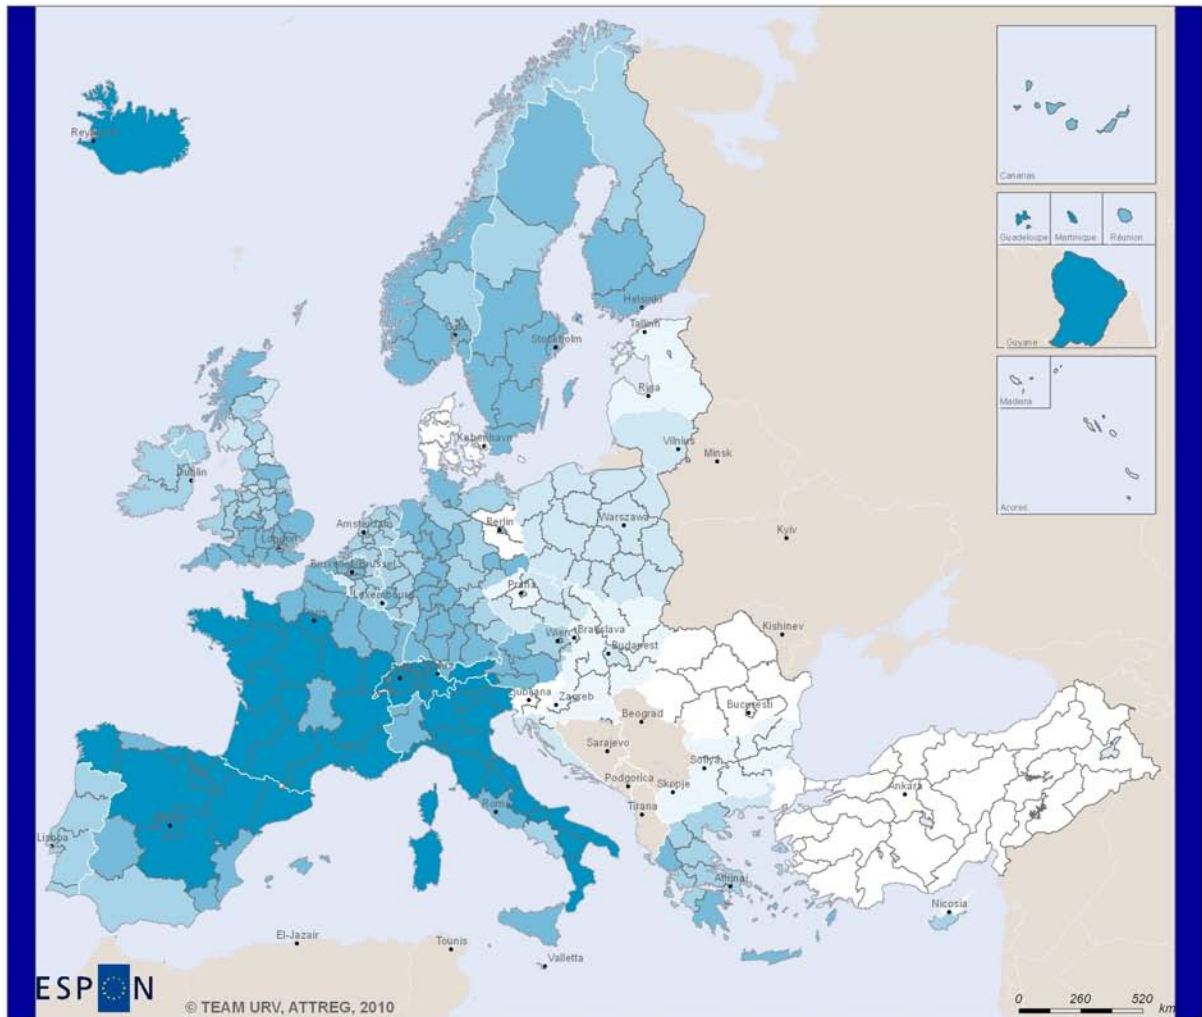 Reykjavik
Canarias
Guadeloupe
Martinique
Réunion
Guyane
Madeira
Acores
Helsinki
Tallinn
Oslo
Stockholm
Riga
København
Vilnius
Minsk
Dublin
Amsterdam
Berlin
Warszawa
London
Kyiv
Bruxelles-Brussel
Praha
Luxembourg
Paris
Wien
Bratislava
Kishinev
Budapest
Ljubljana
Zagreb
Bucuresti
Beograd
Sarajevo
Sofiya
Podgorica
Skopje
Ankara
Roma
Tirana
Lisboa
Athinai
Nicosia
El-Jazair
Tounis
Valletta
ESPON
© TEAM URV, ATTREG, 2010
0 260 520
km